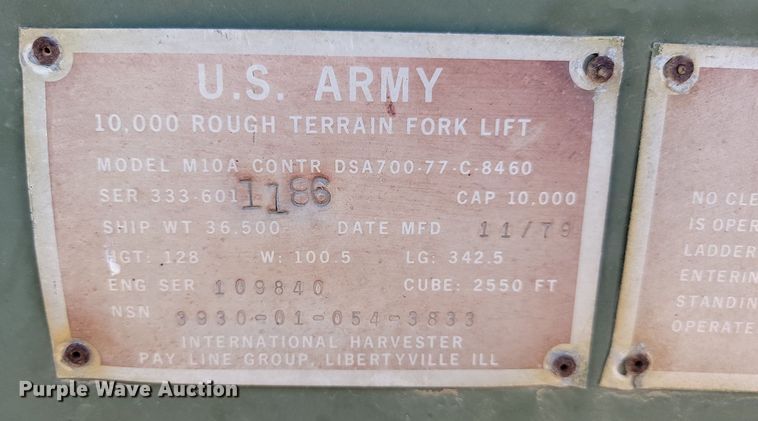 U.S. ARMY
10,000 ROUGH TERRAIN FORK LIFT
MODEL M10A CONTR DSA700-77-C-8460
SER 333-601 1186 CAP 10.000
SHIP WT 36.500 DATE MFD 11/79
HGT: 128 W: 100.5 LG: 342.5
ENG SER 109840 CUBE: 2550 FT
NSN 3930-01-054-3833
INTERNATIONAL HARVESTER
PAY LINE GROUP, LIBERTYVILLE ILL
NO CLE
IS OPER
LADDER
ENTERIN
STANDIN
OPERATE
Purple Wave Auction